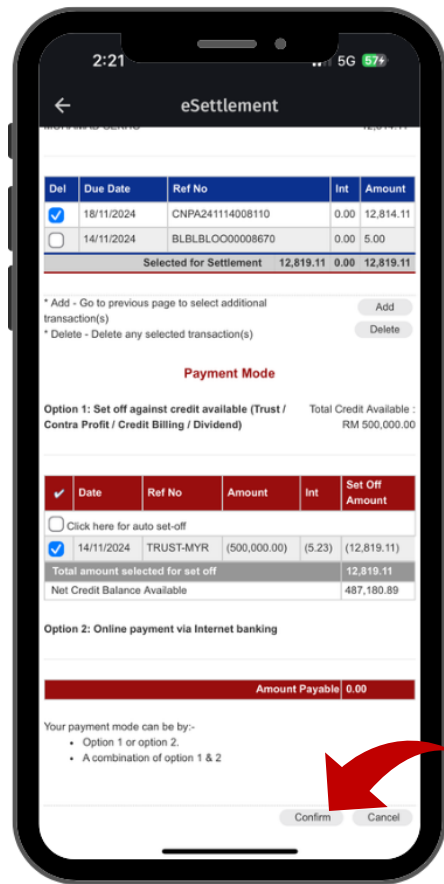 2:21 5G 57
eSettlement
Del Due Date Ref No Int Amount
18/11/2024 CNPA241114008110 0.00 12,814.11
14/11/2024 BLBLBLOO00008670 0.00 5.00
Selected for Settlement 12,819.11 0.00 12,819.11
* Add - Go to previous page to select additional
transaction(s)
Add
* Delete - Delete any selected transaction(s)
Delete
Payment Mode
Option 1: Set off against credit available (Trust /
Contra Profit / Credit Billing / Dividend)
Total Credit Available :
RM 500,000.00
✔ Date Ref No Amount Int Set Off
Amount
Click here for auto set-off
14/11/2024 TRUST-MYR (500,000.00) (5.23) (12,819.11)
Total amount selected for set off 12,819.11
Net Credit Balance Available 487,180.89
Option 2: Online payment via Internet banking
Amount Payable 0.00
Your payment mode can be by:-
• Option 1 or option 2.
• A combination of option 1 & 2
Confirm Cancel